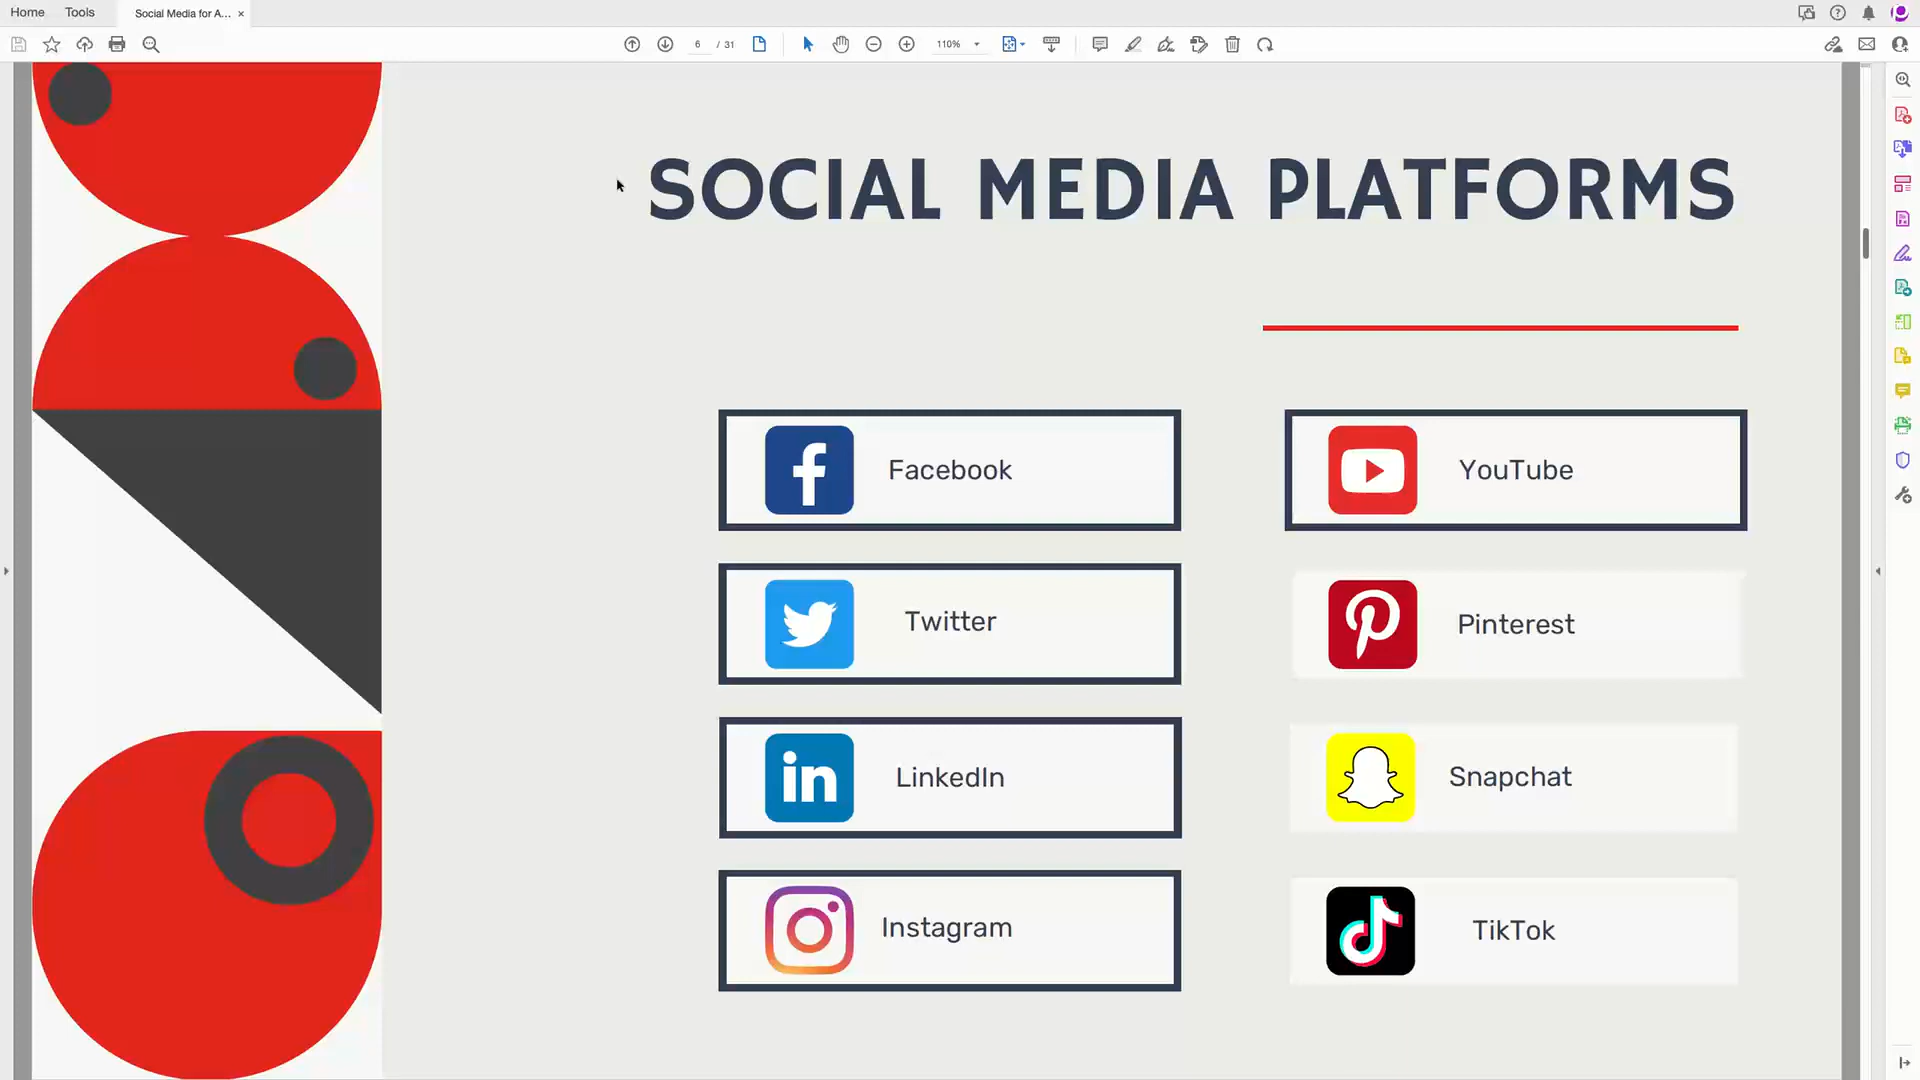 Home Tools Social Media for A... ×
6 / 31 110%
SOCIAL MEDIA PLATFORMS
Facebook
YouTube
Twitter
Pinterest
LinkedIn
Snapchat
Instagram
TikTok